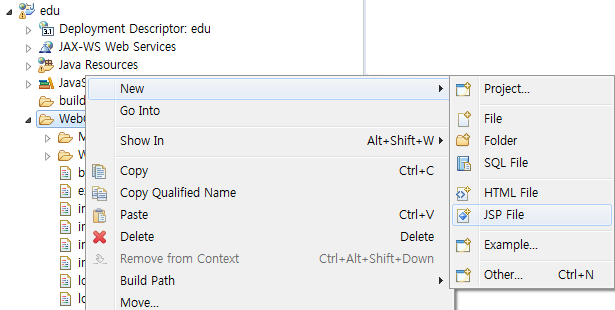 edu
Deployment Descriptor: edu
JAX-WS Web Services
Java Resources
JavaS
build
WebC
M
W
b
e
in
in
in
in
lo
lo
New
Go Into
Show In Alt+Shift+W
Copy Ctrl+C
Copy Qualified Name
Paste Ctrl+V
Delete Delete
Remove from Context Ctrl+Alt+Shift+Down
Build Path
Move...
Project...
File
Folder
SQL File
HTML File
JSP File
Example...
Other... Ctrl+N